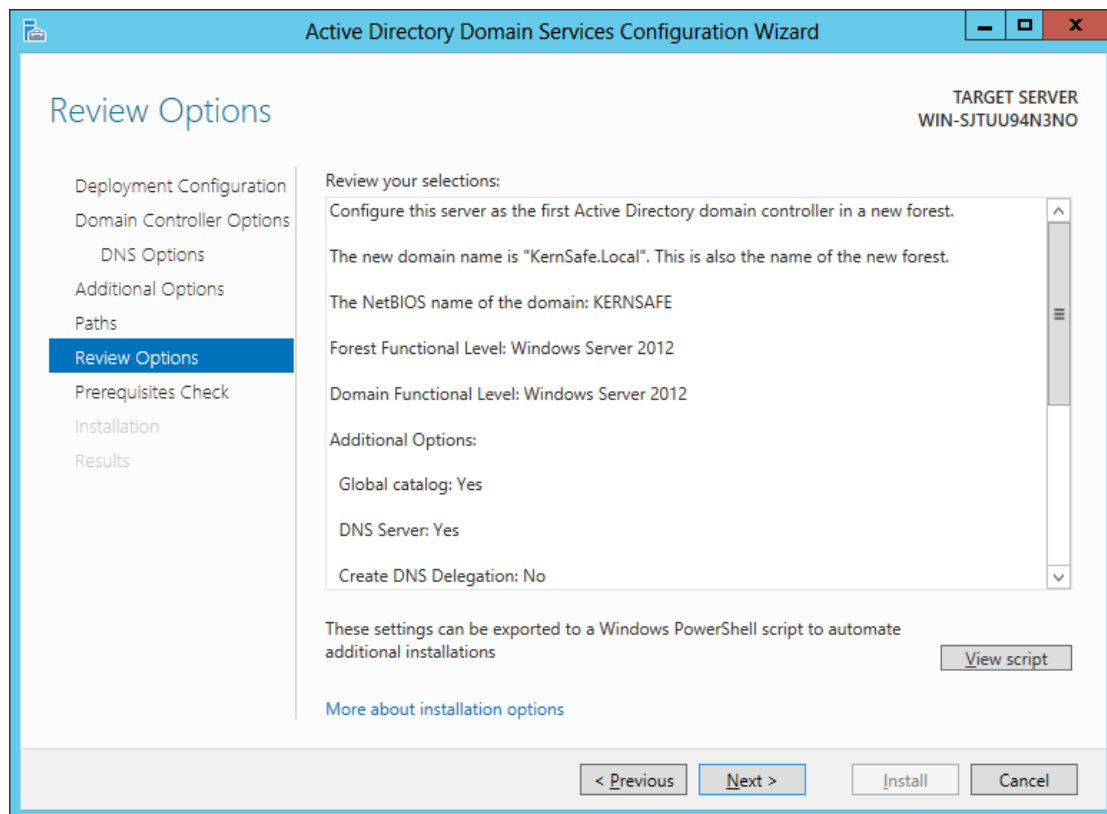 Active Directory Domain Services Configuration Wizard
Review Options
TARGET SERVER
WIN-SJTUU94N3NO
Deployment Configuration
Domain Controller Options
DNS Options
Additional Options
Paths
Review Options
Prerequisites Check
Installation
Results
Review your selections:
Configure this server as the first Active Directory domain controller in a new forest.
The new domain name is "KernSafe.Local". This is also the name of the new forest.
The NetBIOS name of the domain: KERNSAFE
Forest Functional Level: Windows Server 2012
Domain Functional Level: Windows Server 2012
Additional Options:
Global catalog: Yes
DNS Server: Yes
Create DNS Delegation: No
These settings can be exported to a Windows PowerShell script to automate
additional installations
View script
More about installation options
< Previous
Next >
Install
Cancel